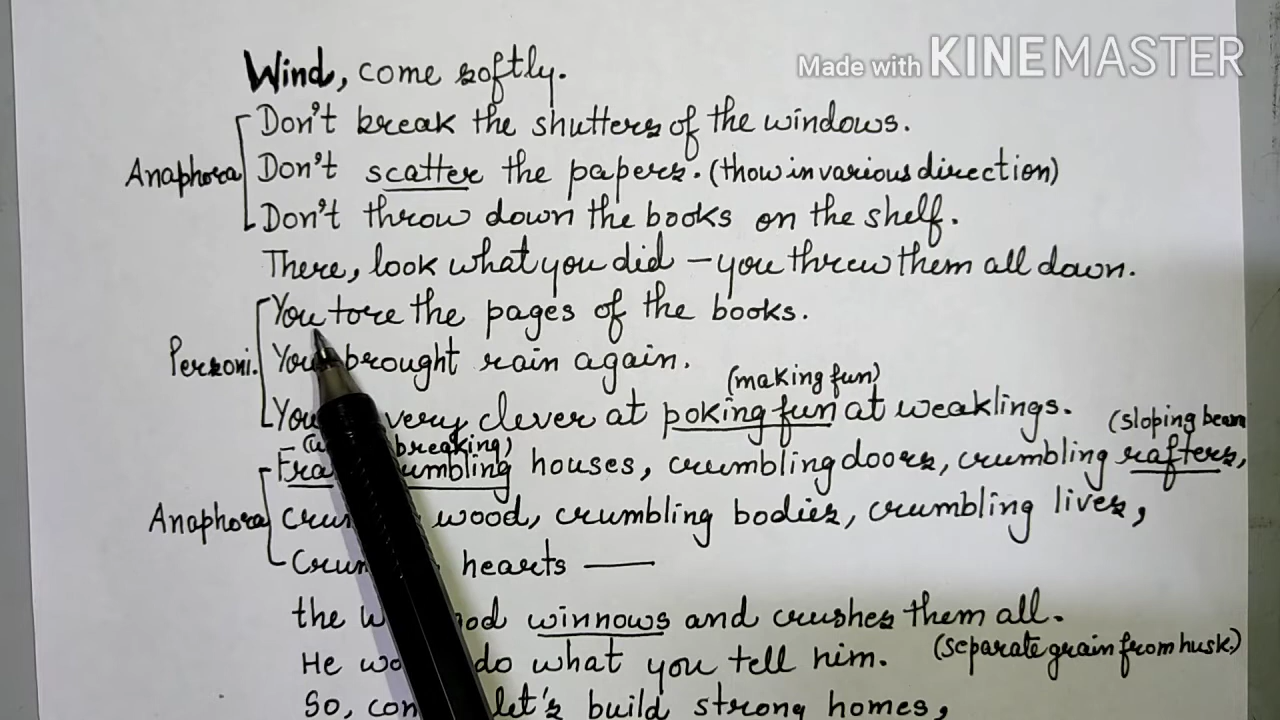 Made with KINEMASTER
Wind, come softly.
Don't break the shutters of the windows.
Anaphora Don't scatter the papers. (thow in various direction)
Don't throw down the books on the shelf.
There, look what you did – you threw them all down.
You tore the pages of the books.
Personi. You brought rain again.
(making fun)
You very clever at poking fun at weaklings.
breaking) (sloping beam
houses, crumbling doors, crumbling rafters,
Anaphora wood, crumbling bodies, crumbling lives,
hearts —
the winnows and crushes them all.
He do what you tell him. (separate grain from husk.)
So, let's build strong homes,